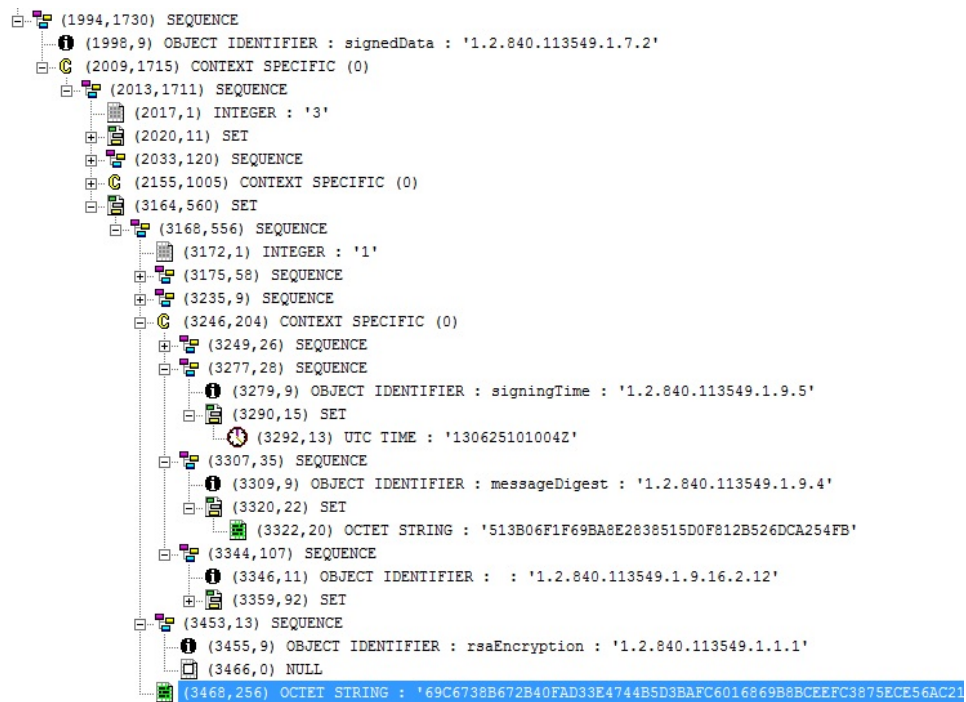 (1994,1730) SEQUENCE
(1998,9) OBJECT IDENTIFIER : signedData : '1.2.840.113549.1.7.2'
(2009,1715) CONTEXT SPECIFIC (0)
(2013,1711) SEQUENCE
(2017,1) INTEGER : '3'
(2020,11) SET
(2033,120) SEQUENCE
(2155,1005) CONTEXT SPECIFIC (0)
(3164,560) SET
(3168,556) SEQUENCE
(3172,1) INTEGER : '1'
(3175,58) SEQUENCE
(3235,9) SEQUENCE
(3246,204) CONTEXT SPECIFIC (0)
(3249,26) SEQUENCE
(3277,28) SEQUENCE
(3279,9) OBJECT IDENTIFIER : signingTime : '1.2.840.113549.1.9.5'
(3290,15) SET
(3292,13) UTC TIME : '130625101004Z'
(3307,35) SEQUENCE
(3309,9) OBJECT IDENTIFIER : messageDigest : '1.2.840.113549.1.9.4'
(3320,22) SET
(3322,20) OCTET STRING : '513B06F1F69BA8E2838515D0F812B526DCA254FB'
(3344,107) SEQUENCE
(3346,11) OBJECT IDENTIFIER : : '1.2.840.113549.1.9.16.2.12'
(3359,92) SET
(3453,13) SEQUENCE
(3455,9) OBJECT IDENTIFIER : rsaEncryption : '1.2.840.113549.1.1.1'
(3466,0) NULL
(3468,256) OCTET STRING : '69C6738B672B40FAD33E4744B5D3BAFC6016869B8BCEEFC3875ECE56AC21